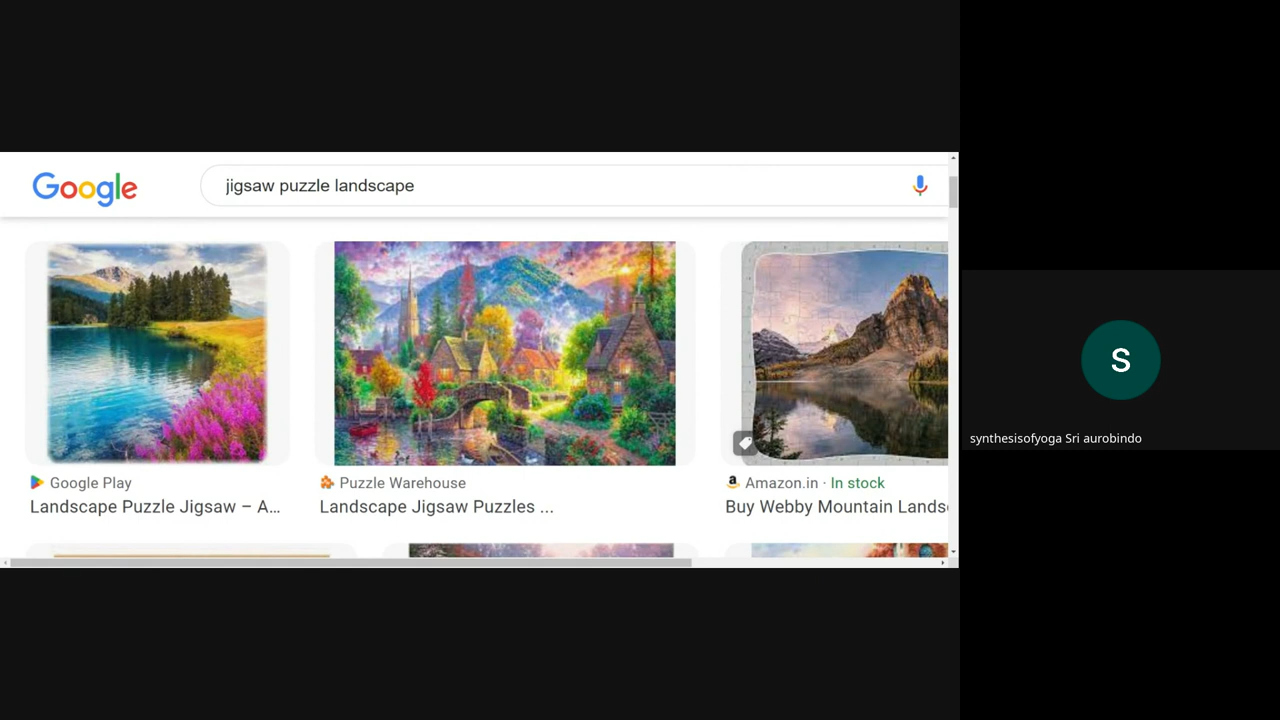 Google
jigsaw puzzle landscape
Google Play
Landscape Puzzle Jigsaw – A...
Puzzle Warehouse
Landscape Jigsaw Puzzles ...
Amazon.in · In stock
Buy Webby Mountain Lands
S
synthesisofyoga Sri aurobindo